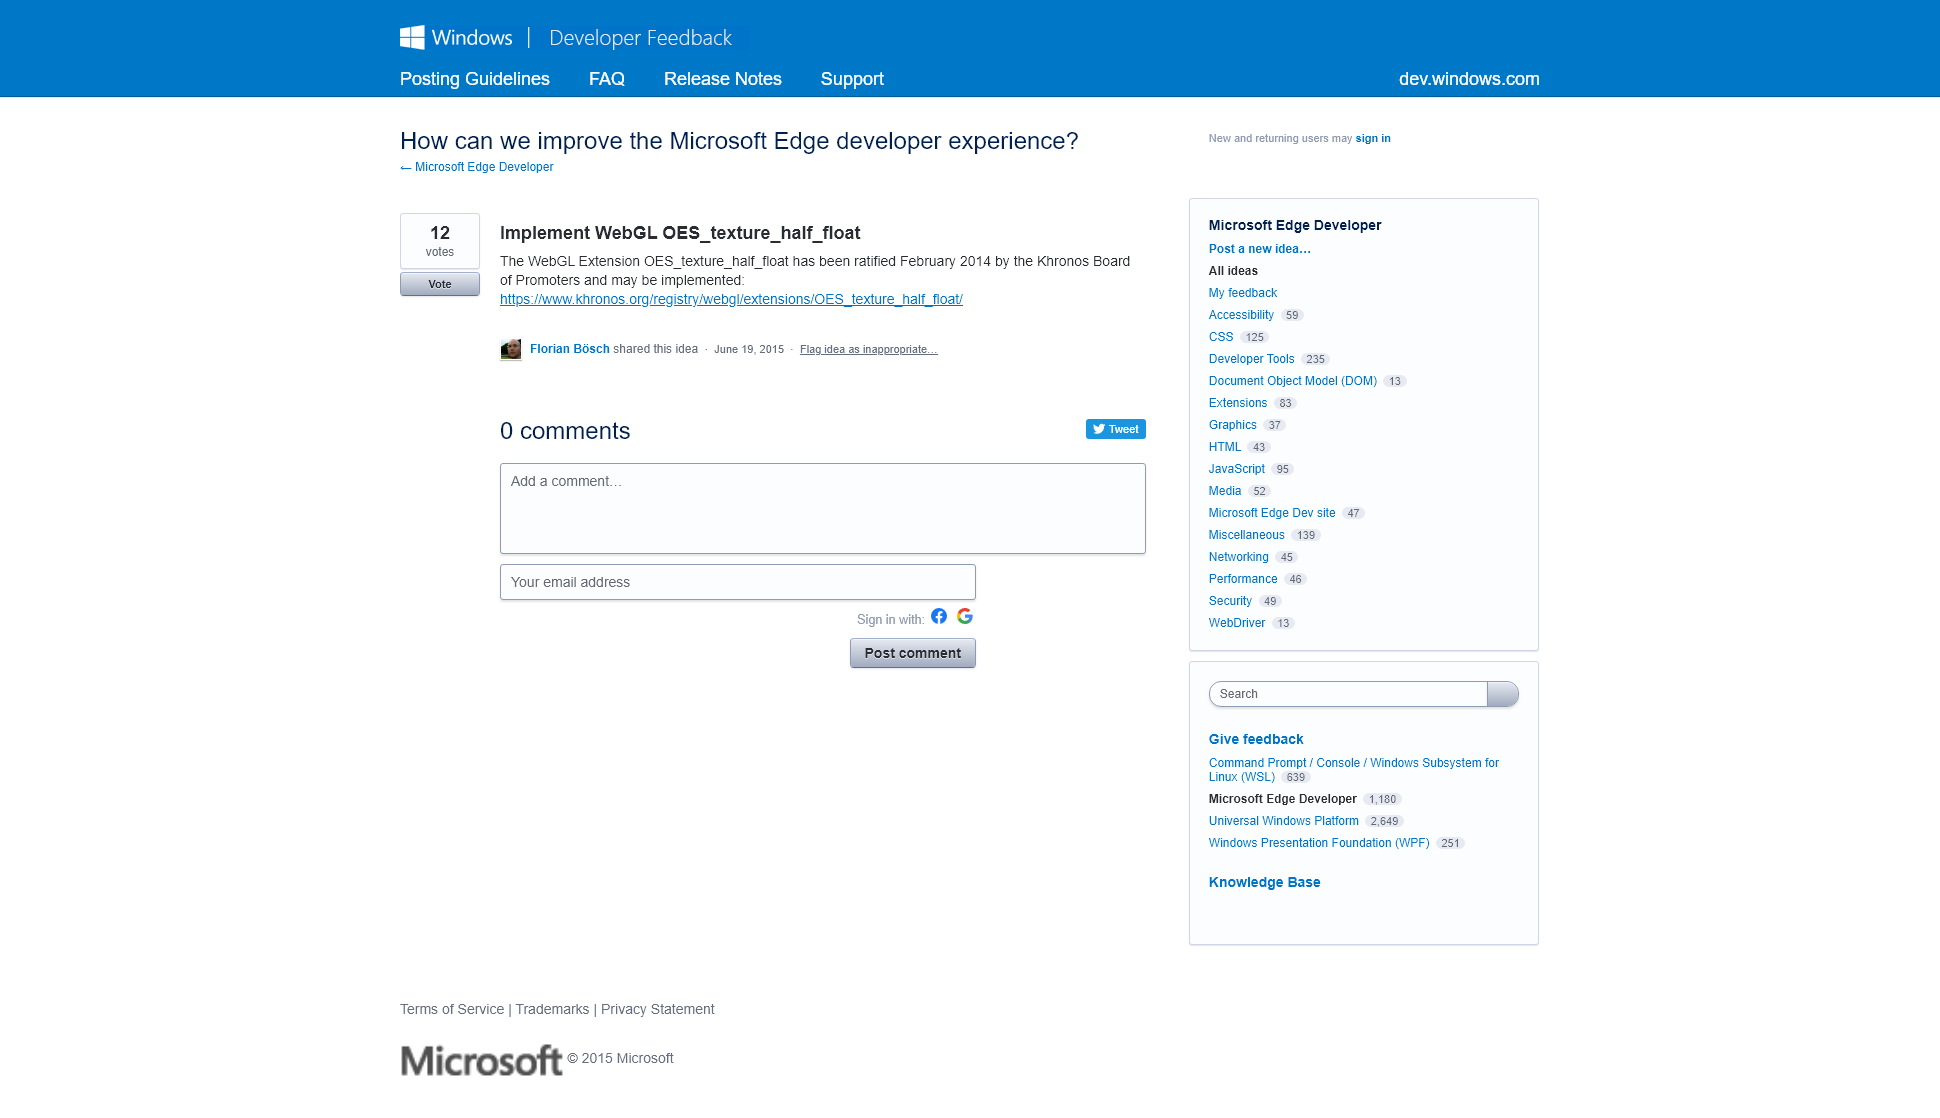 Windows | Developer Feedback
Posting Guidelines FAQ Release Notes Support dev.windows.com
How can we improve the Microsoft Edge developer experience?
← Microsoft Edge Developer
New and returning users may sign in
12
votes
Vote
Implement WebGL OES_texture_half_float
The WebGL Extension OES_texture_half_float has been ratified February 2014 by the Khronos Board
of Promoters and may be implemented:
https://www.khronos.org/registry/webgl/extensions/OES_texture_half_float/
Florian Bösch shared this idea · June 19, 2015 · Flag idea as inappropriate…
0 comments
Tweet
Add a comment…
Your email address
Sign in with:
Post comment
Microsoft Edge Developer
Post a new idea…
All ideas
My feedback
Accessibility 59
CSS 125
Developer Tools 235
Document Object Model (DOM) 13
Extensions 83
Graphics 37
HTML 43
JavaScript 95
Media 52
Microsoft Edge Dev site 47
Miscellaneous 139
Networking 45
Performance 46
Security 49
WebDriver 13
Search
Give feedback
Command Prompt / Console / Windows Subsystem for
Linux (WSL) 639
Microsoft Edge Developer 1,180
Universal Windows Platform 2,649
Windows Presentation Foundation (WPF) 251
Knowledge Base
Terms of Service | Trademarks | Privacy Statement
Microsoft © 2015 Microsoft